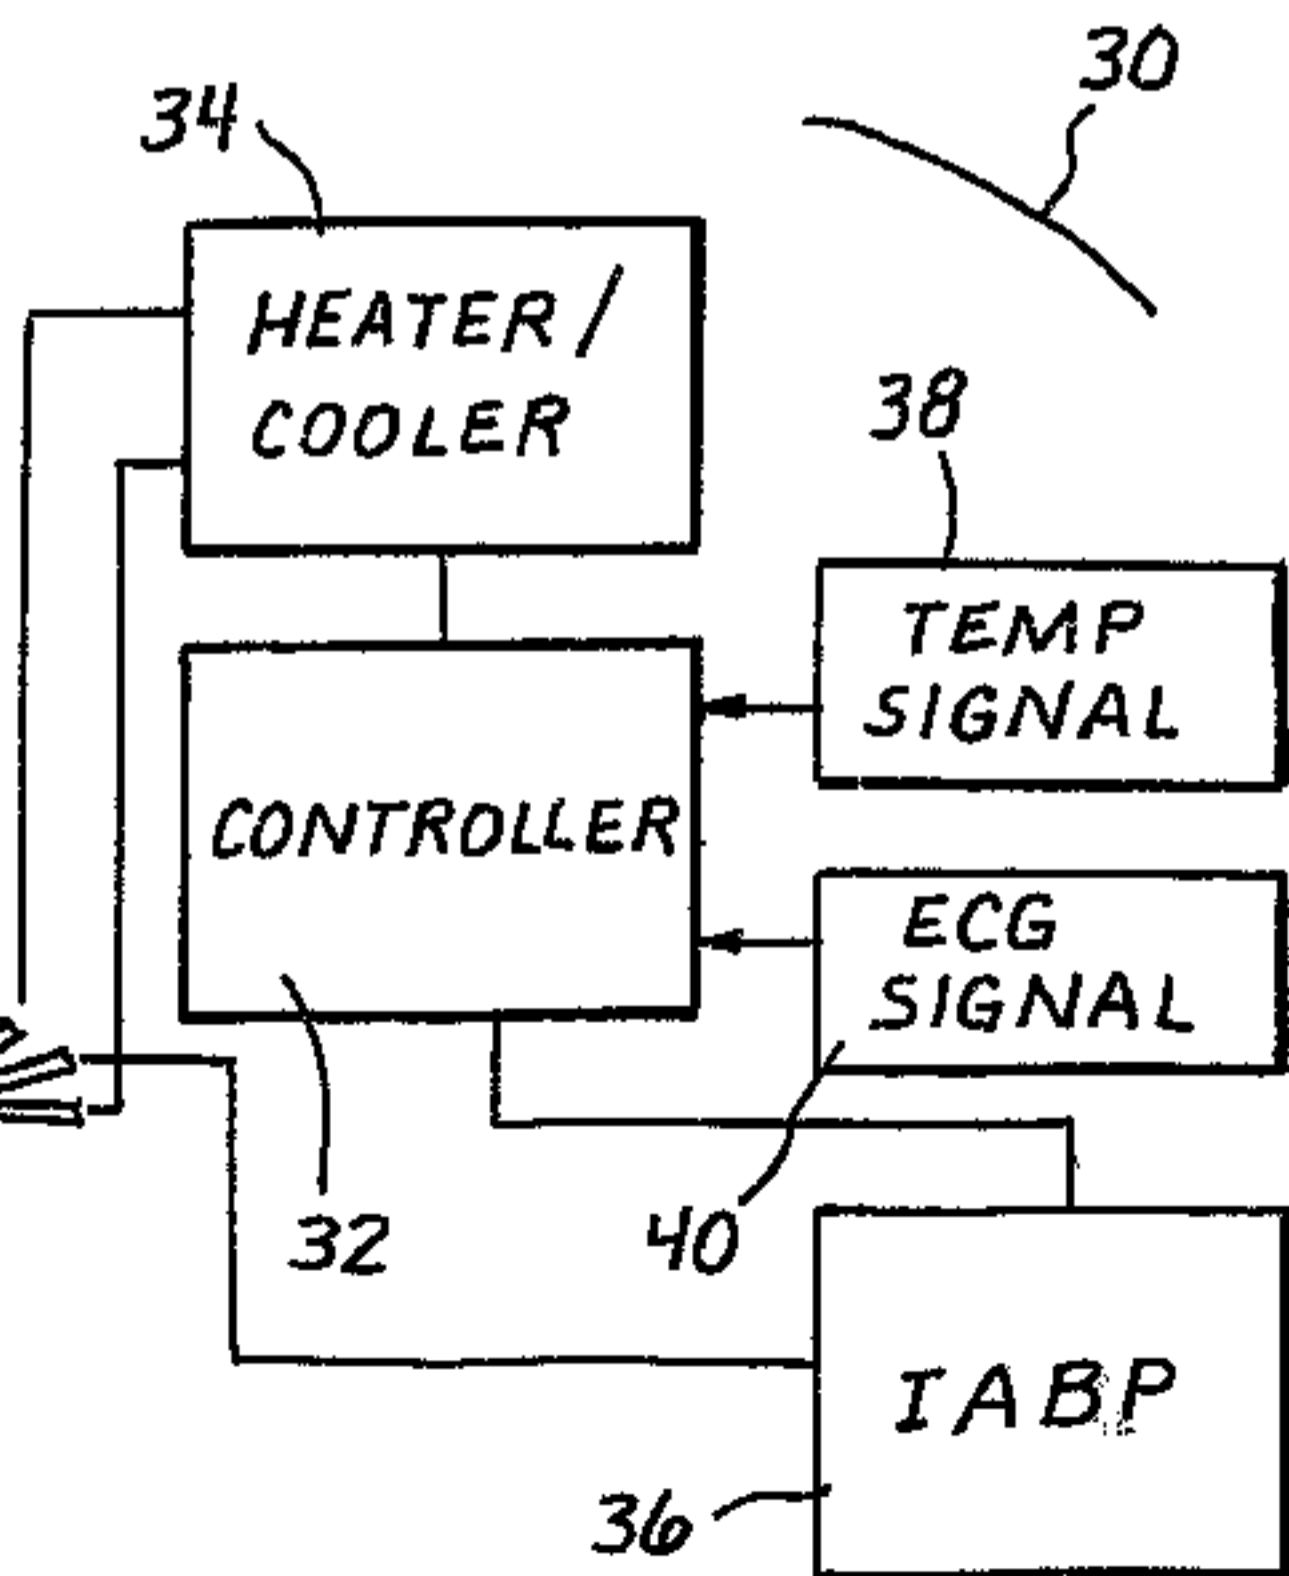 30
34
HEATER/
COOLER
38
TEMP
SIGNAL
CONTROLLER
ECG
SIGNAL
32
40
IABP
36